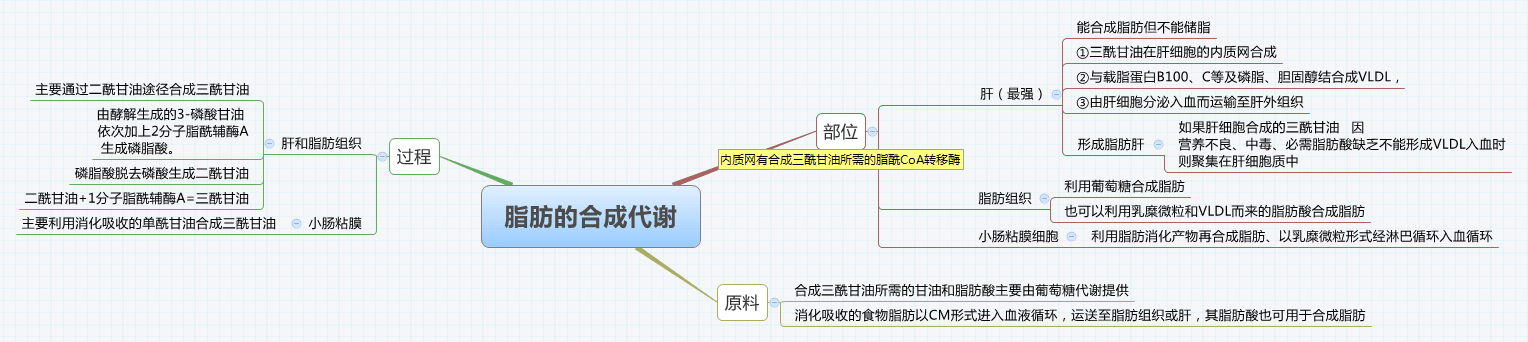 脂肪的合成代谢
部位
内质网有合成三酰甘油所需的脂酰CoA转移酶
肝（最强）
能合成脂肪但不能储脂
①三酰甘油在肝细胞的内质网合成
②与载脂蛋白B100、C等及磷脂、胆固醇结合成VLDL，
③由肝细胞分泌入血而运输至肝外组织
形成脂肪肝
如果肝细胞合成的三酰甘油 因
营养不良、中毒、必需脂肪酸缺乏不能形成VLDL入血时
则聚集在肝细胞质中
脂肪组织
利用葡萄糖合成脂肪
也可以利用乳糜微粒和VLDL而来的脂肪酸合成脂肪
小肠粘膜细胞
利用脂肪消化产物再合成脂肪、以乳糜微粒形式经淋巴循环入血循环
原料
合成三酰甘油所需的甘油和脂肪酸主要由葡萄糖代谢提供
消化吸收的食物脂肪以CM形式进入血液循环，运送至脂肪组织或肝，其脂肪酸也可用于合成脂肪
过程
肝和脂肪组织
主要通过二酰甘油途径合成三酰甘油
由酵解生成的3-磷酸甘油
依次加上2分子脂酰辅酶A
生成磷脂酸。
磷脂酸脱去磷酸生成二酰甘油
二酰甘油+1分子脂酰辅酶A=三酰甘油
小肠粘膜
主要利用消化吸收的单酰甘油合成三酰甘油